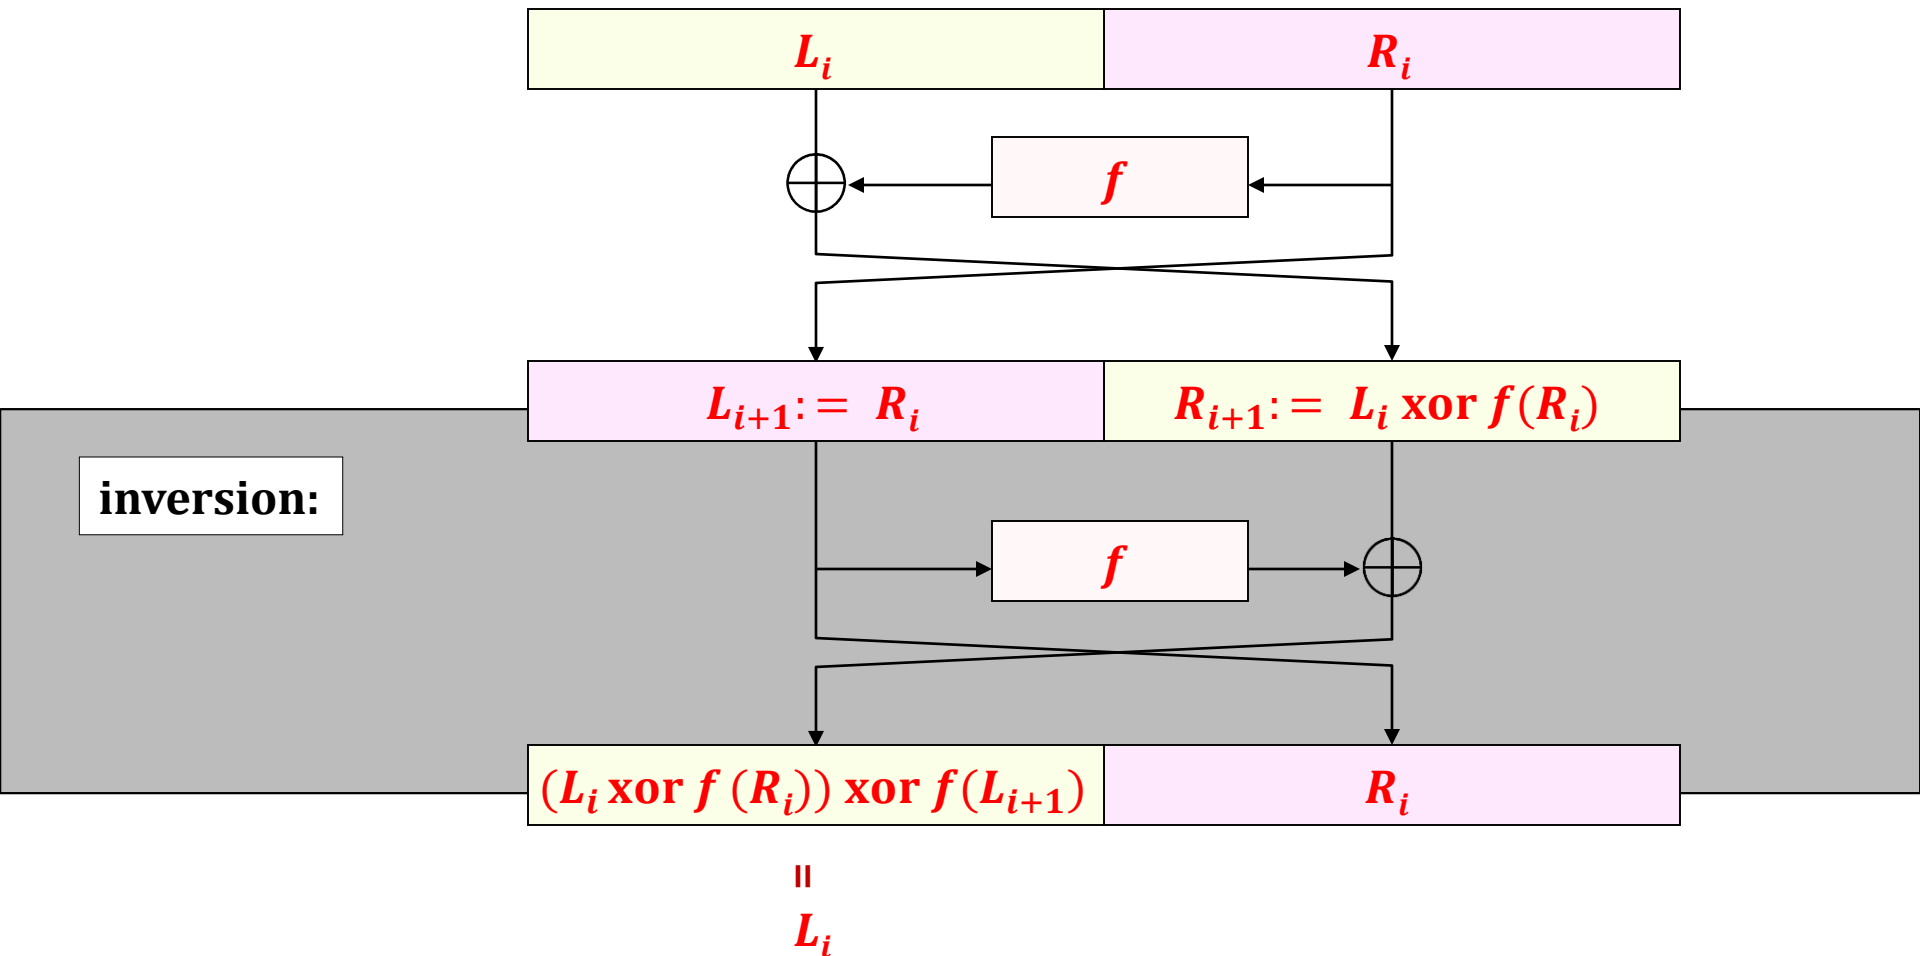 L_i R_i
f
L_{i+1}:= R_i R_{i+1}:= L_i xor f(R_i)
inversion:
f
(L_i xor f (R_i)) xor f(L_{i+1}) R_i
=
L_i